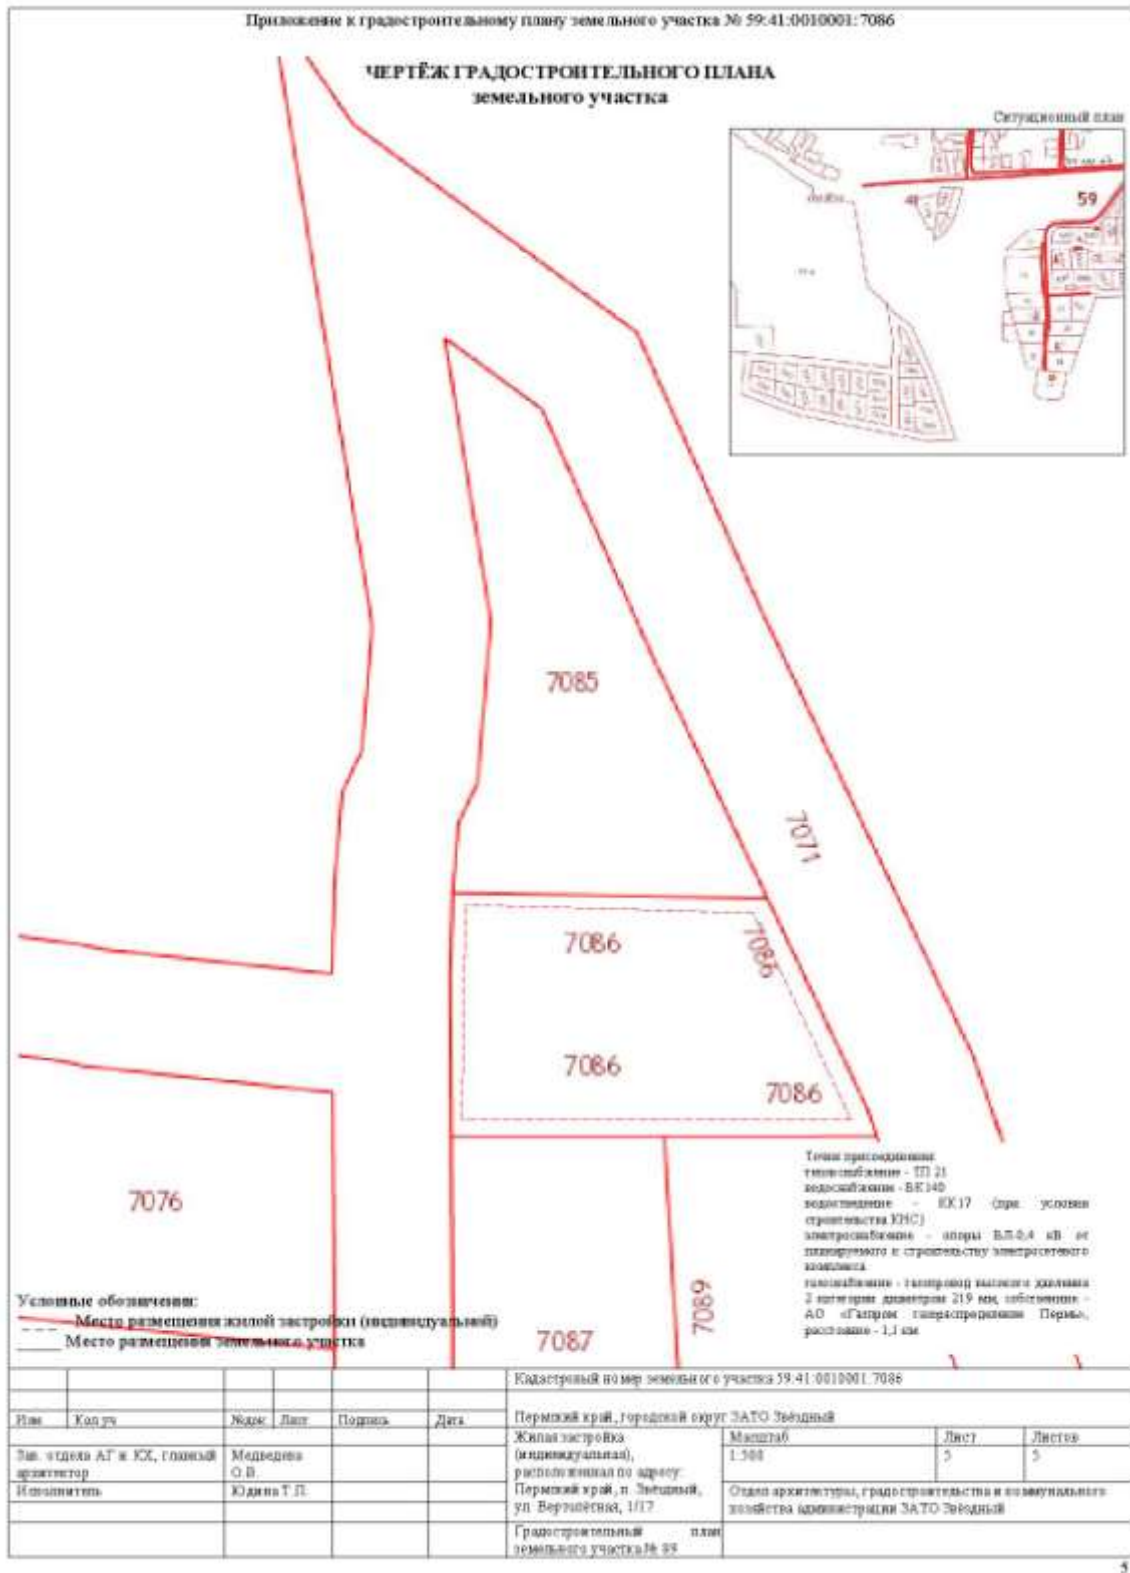 Приложение к градостроительному плану земельного участка № 59:41:0010001:7086
ЧЕРТЁЖ ГРАДОСТРОИТЕЛЬНОГО ПЛАНА
земельного участка
Ситуационный план
59
7085
7071
7086
7086
7086
7086
7076
7089
7087
Точки присоединения:
теплоснабжение - ТП 21
водоснабжение - ВК140
водоотведение - КК17 (при условии
строительства КНС)
электроснабжение - опоры ВЛ-0,4 кВ от
планируемого к строительству электросетевого
комплекса
газоснабжение - газопровод высокого давления
2 категории диаметром 219 мм, собственник -
АО «Газпром газораспределение Пермь»,
расстояние - 1,1 км
Условные обозначения:
Место размещения жилой застройки (индивидуальной)
Место размещения земельного участка
Кадастровый номер земельного участка 59:41:0010001:7086
Изм Кол.уч №док Лист Подпись Дата
Пермский край, городской округ ЗАТО Звёздный
Зав. отдела АГ и КХ, главный
архитектор
Медведева
О.В.
Исполнитель Юдина Т.П.
Жилая застройка
(индивидуальная),
расположенная по адресу:
Пермский край, п. Звёздный,
ул. Вертолётная, 1/17
Масштаб Лист Листов
1:500 5 5
Отдел архитектуры, градостроительства и коммунального
хозяйства администрации ЗАТО Звёздный
Градостроительный план
земельного участка № 89
5